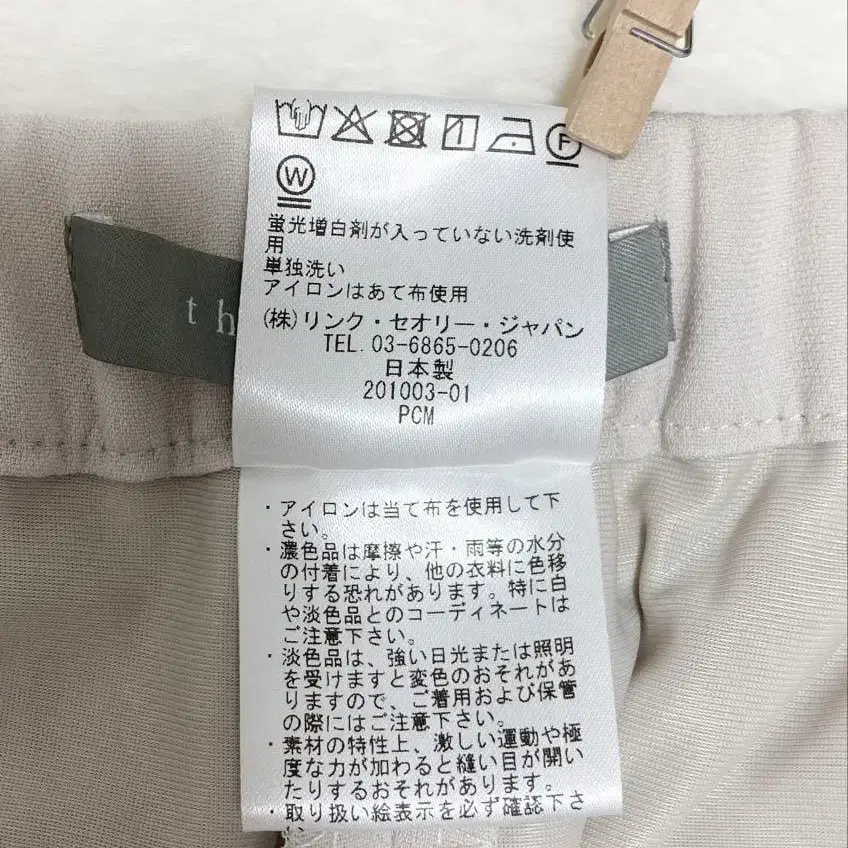 F
W
蛍光増白剤が入っていない洗剤使
用
単独洗い
アイロンはあて布使用
(株)リンク・セオリー・ジャパン
TEL. 03-6865-0206
日本製
201003-01
PCM
th
・アイロンは当て布を使用して下
さい。
・濃色品は摩擦や汗・雨等の水分
の付着により、他の衣料に色移
りする恐れがあります。特に白
や淡色品とのコーディネートは
ご注意下さい。
・淡色品は、強い日光または照明
を受けますと変色のおそれがあ
りますので、ご着用および保管
の際にはご注意下さい。
・素材の特性上、激しい運動や極
度な力が加わると縫い目が開い
たりするおそれがあります。
・取り扱い絵表示を必ず確認下さ